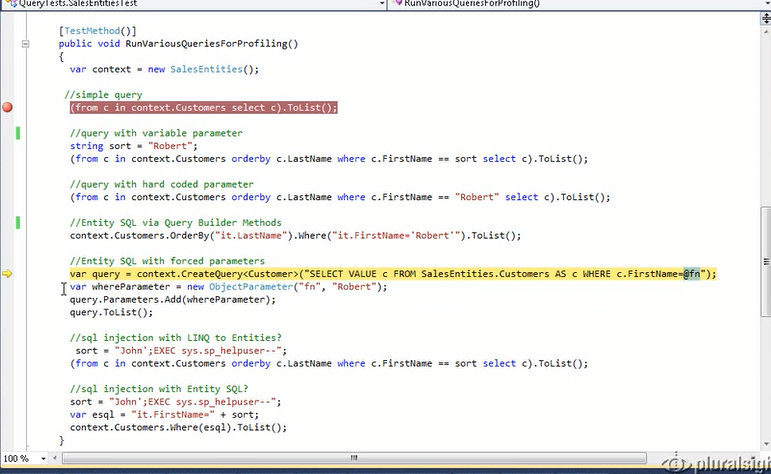 QueryTests.SalesEntitiesTest
RunVariousQueriesForProfiling()
[TestMethod()]
public void RunVariousQueriesForProfiling()
{
var context = new SalesEntities();
//simple query
(from c in context.Customers select c).ToList();
//query with variable parameter
string sort = "Robert";
(from c in context.Customers orderby c.LastName where c.FirstName == sort select c).ToList();
//query with hard coded parameter
(from c in context.Customers orderby c.LastName where c.FirstName == "Robert" select c).ToList();
//Entity SQL via Query Builder Methods
context.Customers.OrderBy("it.LastName").Where("it.FirstName='Robert'").ToList();
//Entity SQL with forced parameters
var query = context.CreateQuery<Customer>("SELECT VALUE c FROM SalesEntities.Customers AS c WHERE c.FirstName=@fn");
var whereParameter = new ObjectParameter("fn", "Robert");
query.Parameters.Add(whereParameter);
query.ToList();
//sql injection with LINQ to Entities?
sort = "John';EXEC sys.sp_helpuser--";
(from c in context.Customers orderby c.LastName where c.FirstName == sort select c).ToList();
//sql injection with Entity SQL?
sort = "John';EXEC sys.sp_helpuser--";
var esql = "it.FirstName=" + sort;
context.Customers.Where(esql).ToList();
}
100 %
pluralsight